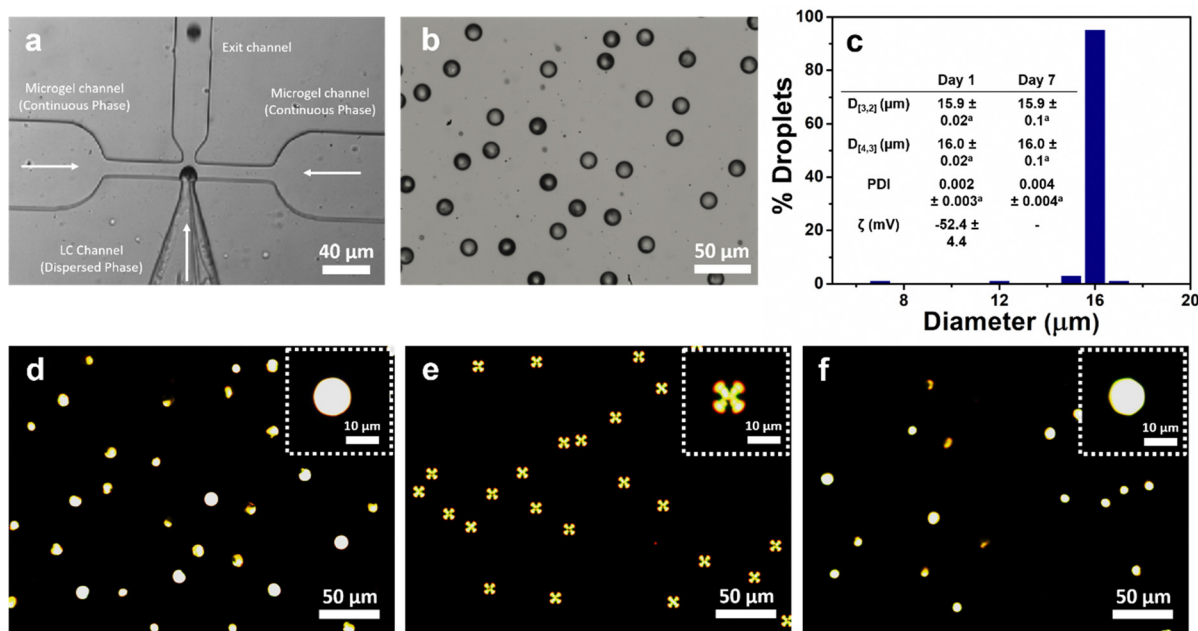 a
Exit channel
Microgel channel
(Continuous Phase)
Microgel channel
(Continuous Phase)
LC Channel
(Dispersed Phase)
40 μm
b
50 μm
c
% Droplets
100
80
60
40
20
0
Day 1 Day 7
D[3,2] (μm) 15.9 ± 15.9 ±
0.02ᵃ 0.1ᵃ
D[4,3] (μm) 16.0 ± 16.0 ±
0.02ᵃ 0.1ᵃ
PDI 0.002 0.004
± 0.003ᵃ ± 0.004ᵃ
ζ (mV) -52.4 ± -
4.4
8 12 16 20
Diameter (μm)
d
10 μm
50 μm
e
10 μm
50 μm
f
10 μm
50 μm